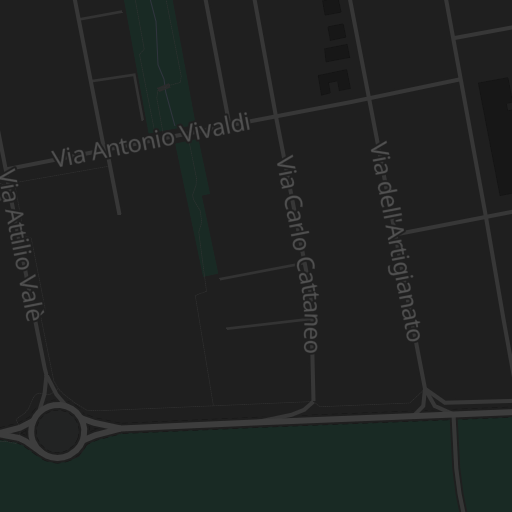 Via Antonio Vivaldi
Via Attilio Valè
Via Carlo Cattaneo
Via dell'Artigianato